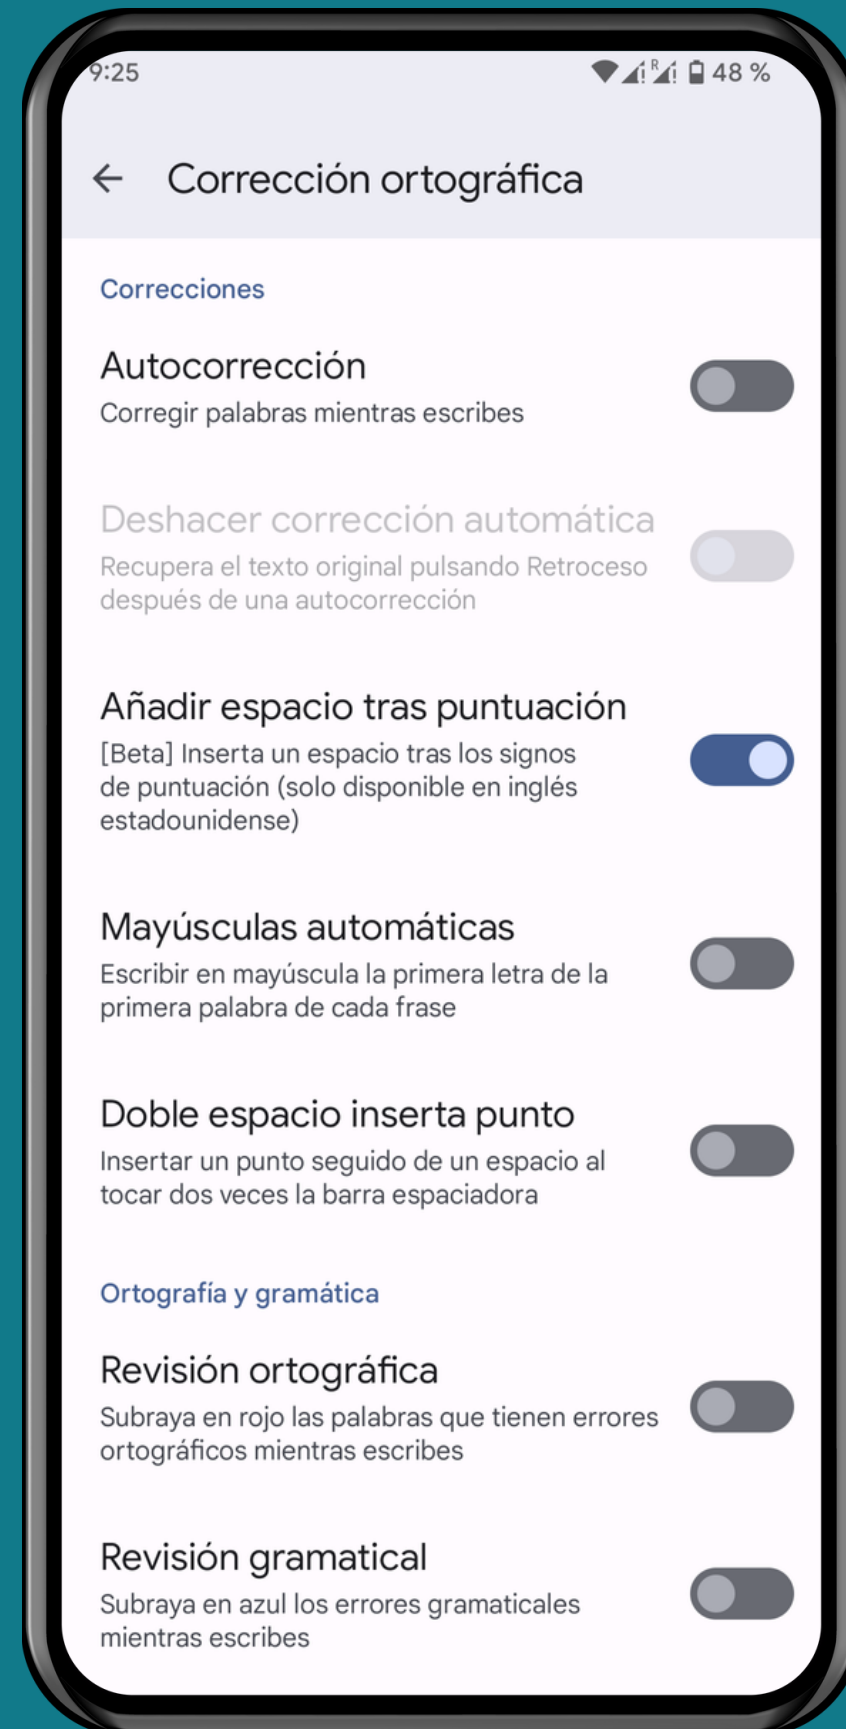 9:25
R
48 %
Corrección ortográfica
Correcciones
Autocorrección
Corregir palabras mientras escribes
Deshacer corrección automática
Recupera el texto original pulsando Retroceso
después de una autocorrección
Añadir espacio tras puntuación
[Beta] Inserta un espacio tras los signos
de puntuación (solo disponible en inglés
estadounidense)
Mayúsculas automáticas
Escribir en mayúscula la primera letra de la
primera palabra de cada frase
Doble espacio inserta punto
Insertar un punto seguido de un espacio al
tocar dos veces la barra espaciadora
Ortografía y gramática
Revisión ortográfica
Subraya en rojo las palabras que tienen errores
ortográficos mientras escribes
Revisión gramatical
Subraya en azul los errores gramaticales
mientras escribes